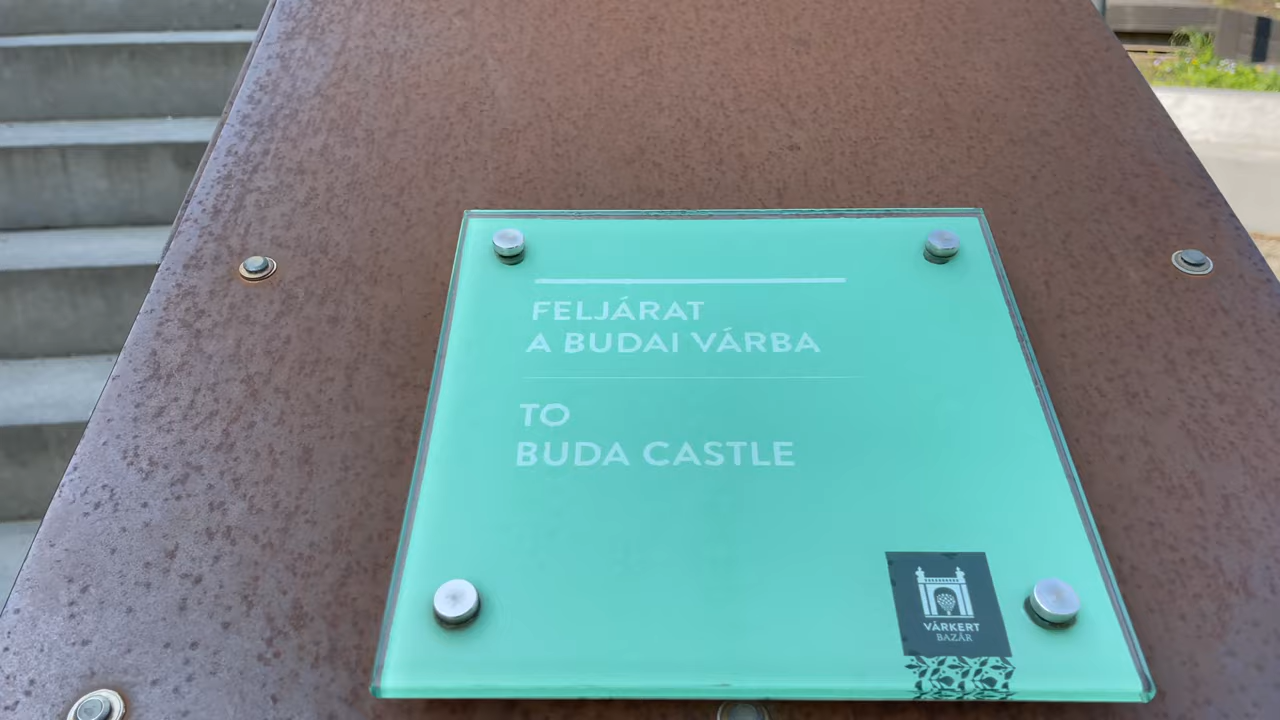 FELJÁRAT
A BUDAI VÁRBA
TO
BUDA CASTLE
VÁRKERT
BAZÁR